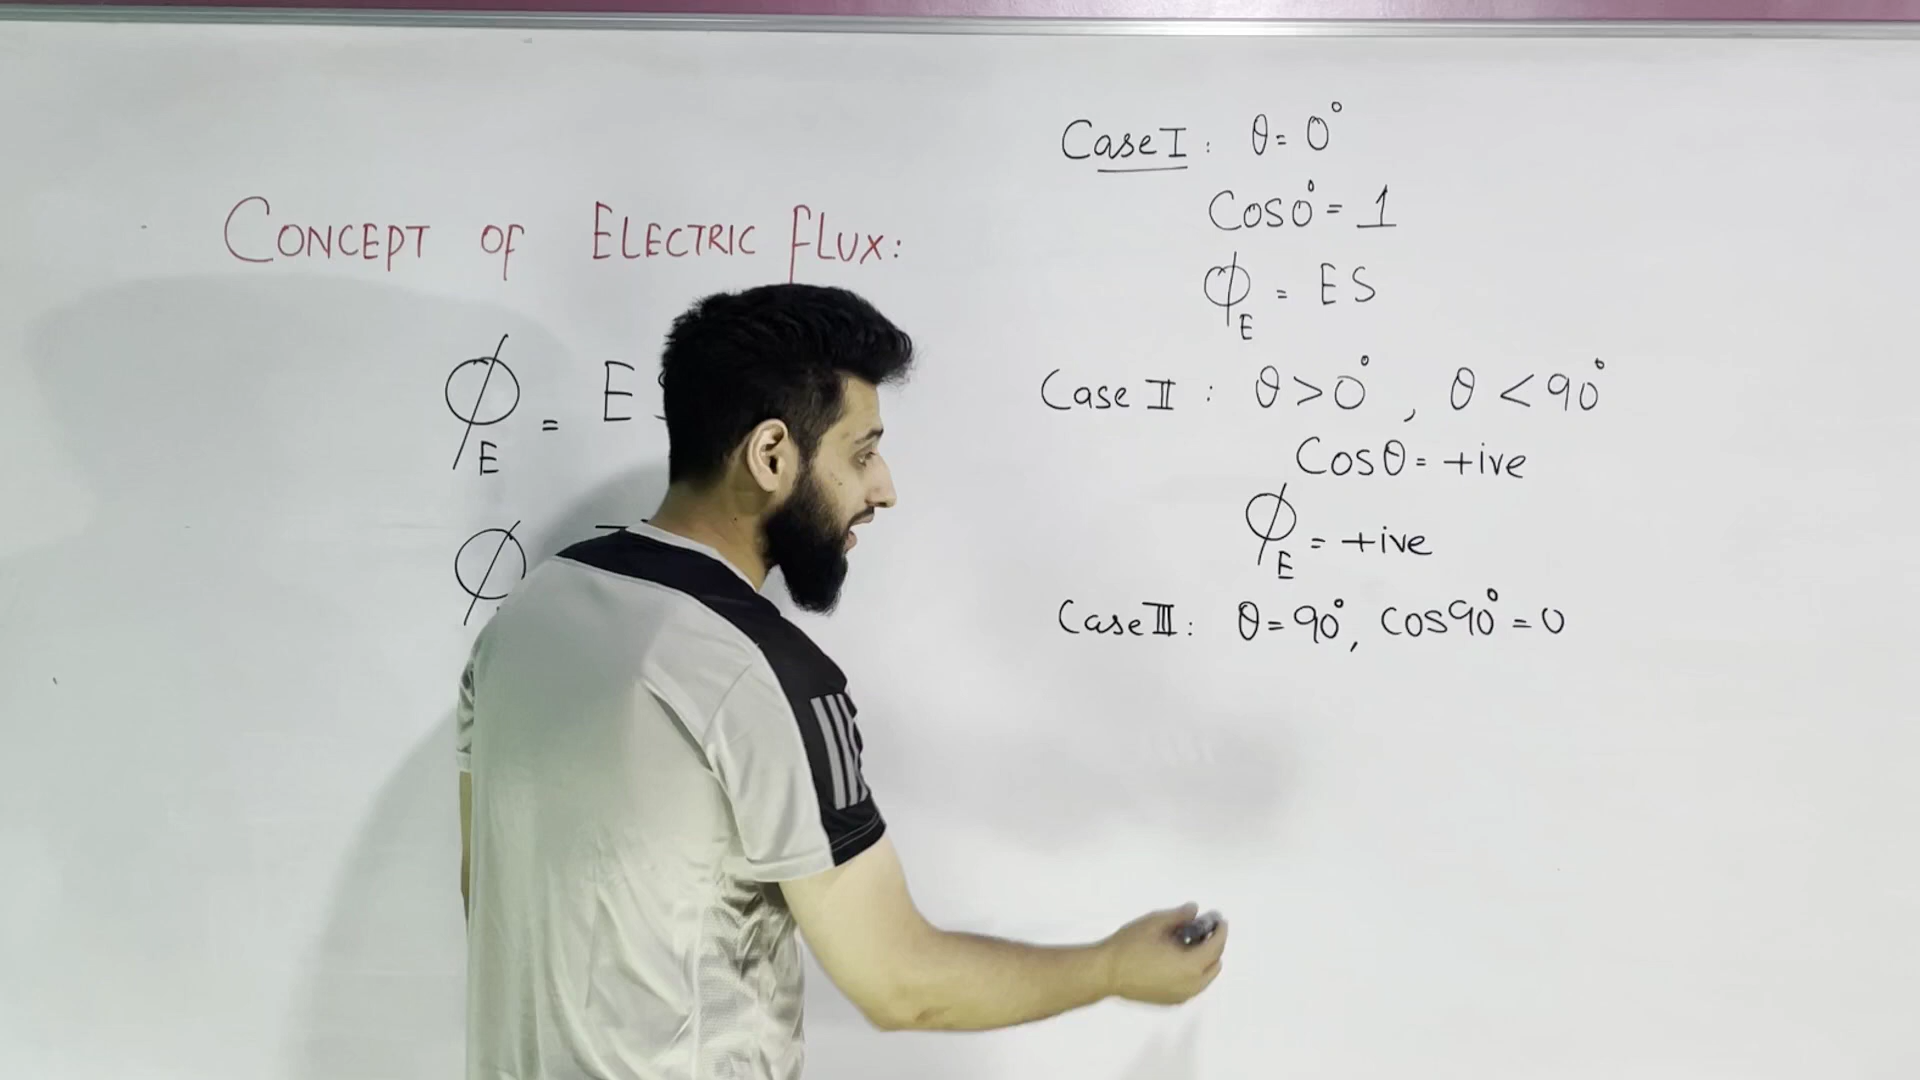 CONCEPT OF ELECTRIC FLUX:
ϕE = E
ϕ
Case I : θ = 0°
Cos0° = 1
ϕE = ES
Case II : θ > 0° , θ < 90°
Cosθ = +ive
ϕE = +ive
Case III : θ = 90°, Cos90° = 0